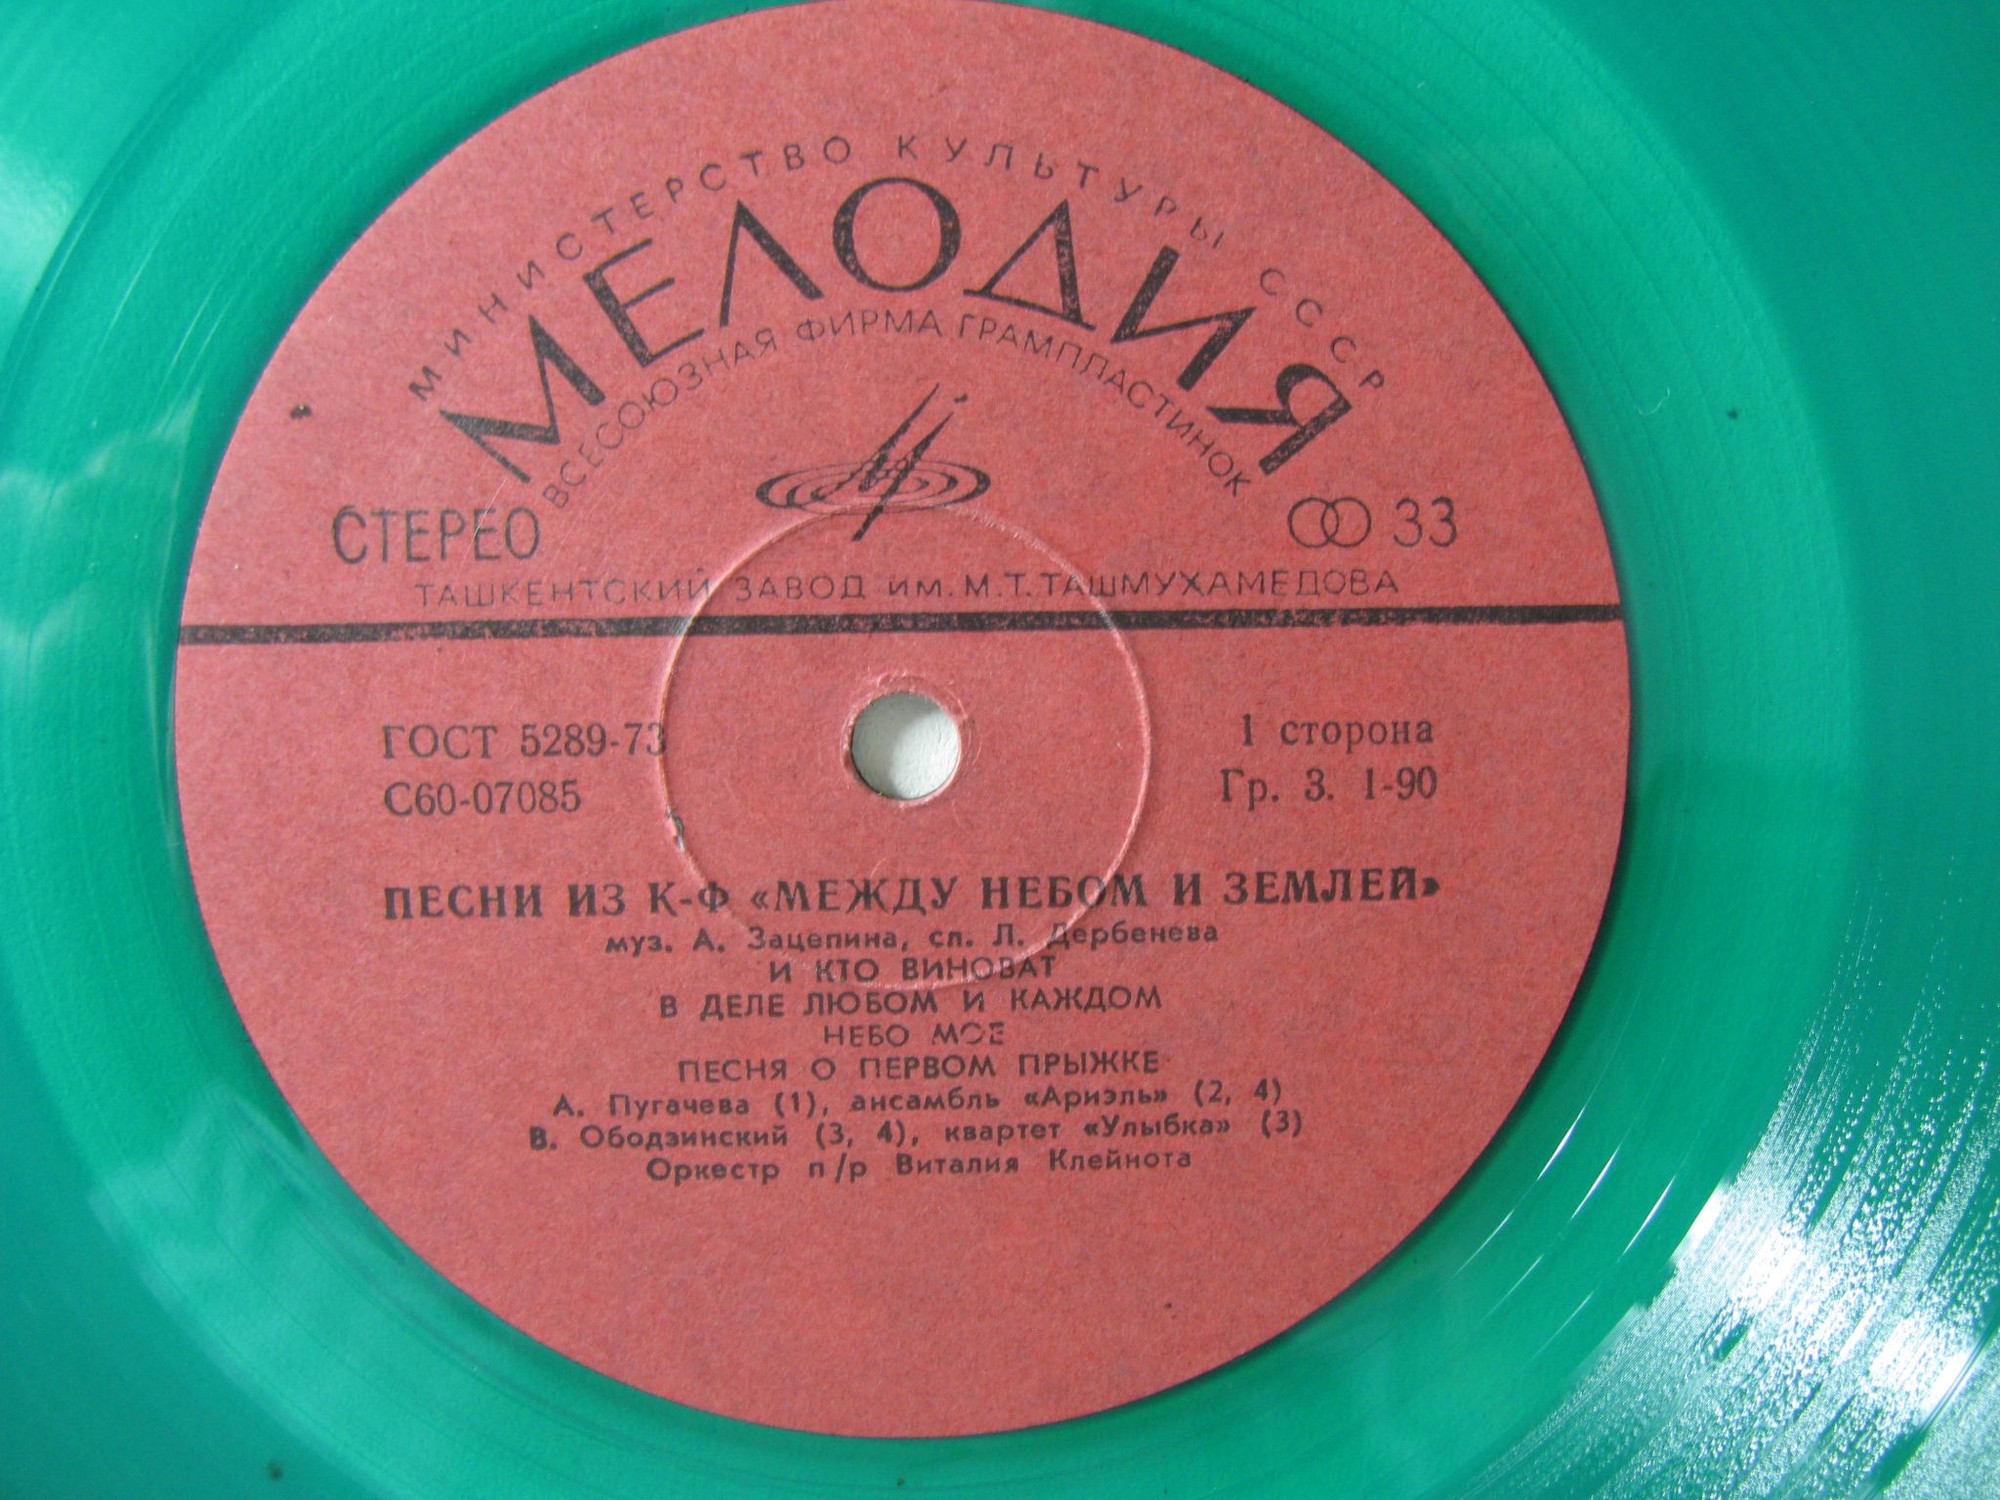 МИНИСТЕРСТВО КУЛЬТУРЫ СССР
МЕЛОДИЯ
ВСЕСОЮЗНАЯ ФИРМА ГРАМПЛАСТИНОК
СТЕРЕО
33
ТАШКЕНТСКИЙ ЗАВОД ИМ. М.Т.ТАШМУХАМЕДОВА
ГОСТ 5289-73
1 сторона
С60-07085
Гр. 3. 1-90
ПЕСНИ ИЗ К-Ф «МЕЖДУ НЕБОМ И ЗЕМЛЕЙ»
муз. А. Зацепина, сл. Л. Дербенева
И КТО ВИНОВАТ
В ДЕЛЕ ЛЮБОМ И КАЖДОМ
НЕБО МОЕ
ПЕСНЯ О ПЕРВОМ ПРЫЖКЕ
А. Пугачева (1), ансамбль «Ариэль» (2, 4)
В. Ободзинский (3, 4), квартет «Улыбка» (3)
Оркестр п/р Виталия Клейнота